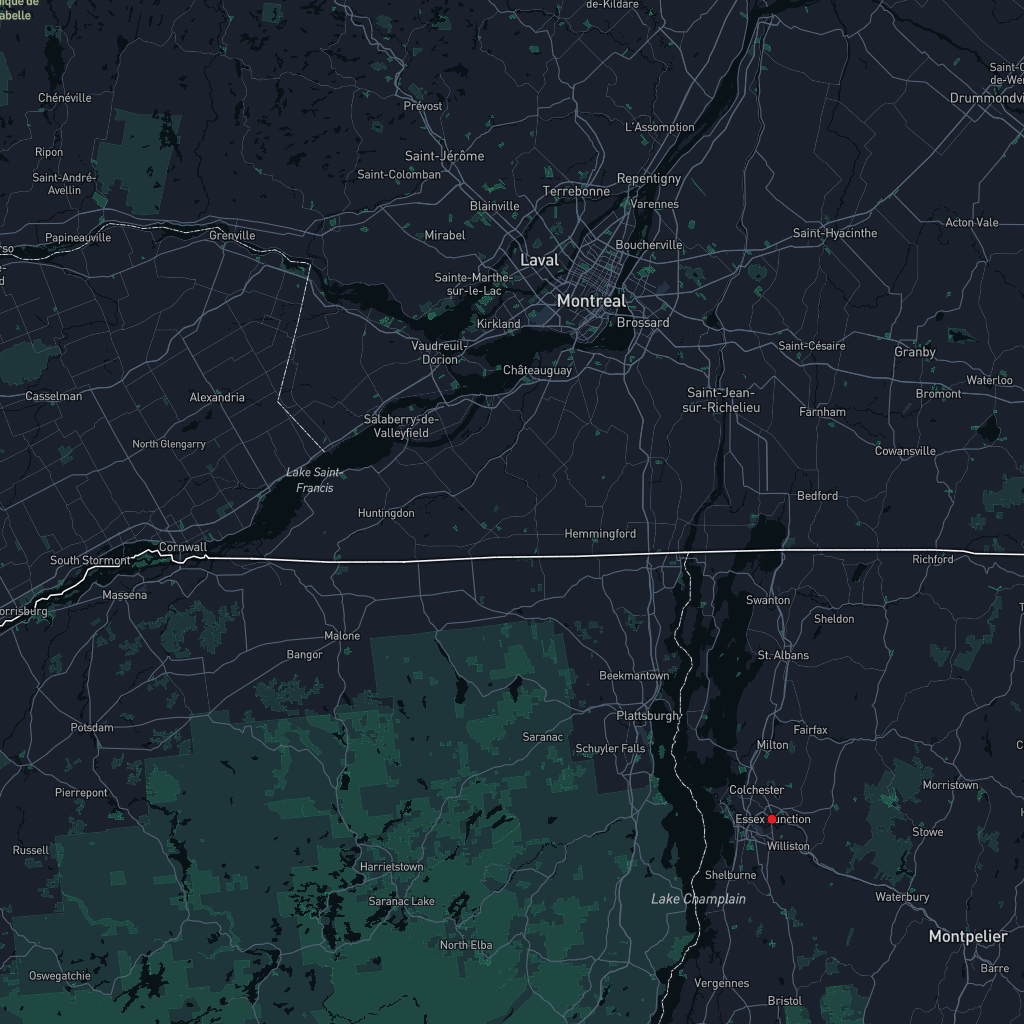 de-Kildare
Chénéville
Prévost
Saint-Jérôme
Saint-Colomban
L'Assomption
Ripon
Saint-André-
Avellin
Blainville
Terrebonne
Repentigny
Varennes
Papineauville
Grenville
Mirabel
Boucherville
Saint-Hyacinthe
Acton Vale
Laval
Sainte-Marthe-
sur-le-Lac
Montreal
Kirkland
Brossard
Vaudreuil-
Dorion
Châteauguay
Saint-Césaire
Granby
Waterloo
Bromont
Casselman
Alexandria
Saint-Jean-
sur-Richelieu
Farnham
Salaberry-de-
Valleyfield
North Glengarry
Cowansville
Lake Saint-
Francis
Bedford
Huntingdon
Hemmingford
Cornwall
South Stormont
Richford
Massena
Swanton
Sheldon
Malone
Bangor
St. Albans
Beekmantown
Plattsburgh
Potsdam
Saranac
Schuyler Falls
Fairfax
Milton
Pierrepont
Colchester
Morristown
Essex Junction
Stowe
Williston
Russell
Harrietstown
Shelburne
Saranac Lake
Lake Champlain
Waterbury
North Elba
Montpelier
Oswegatchie
Barre
Vergennes
Bristol